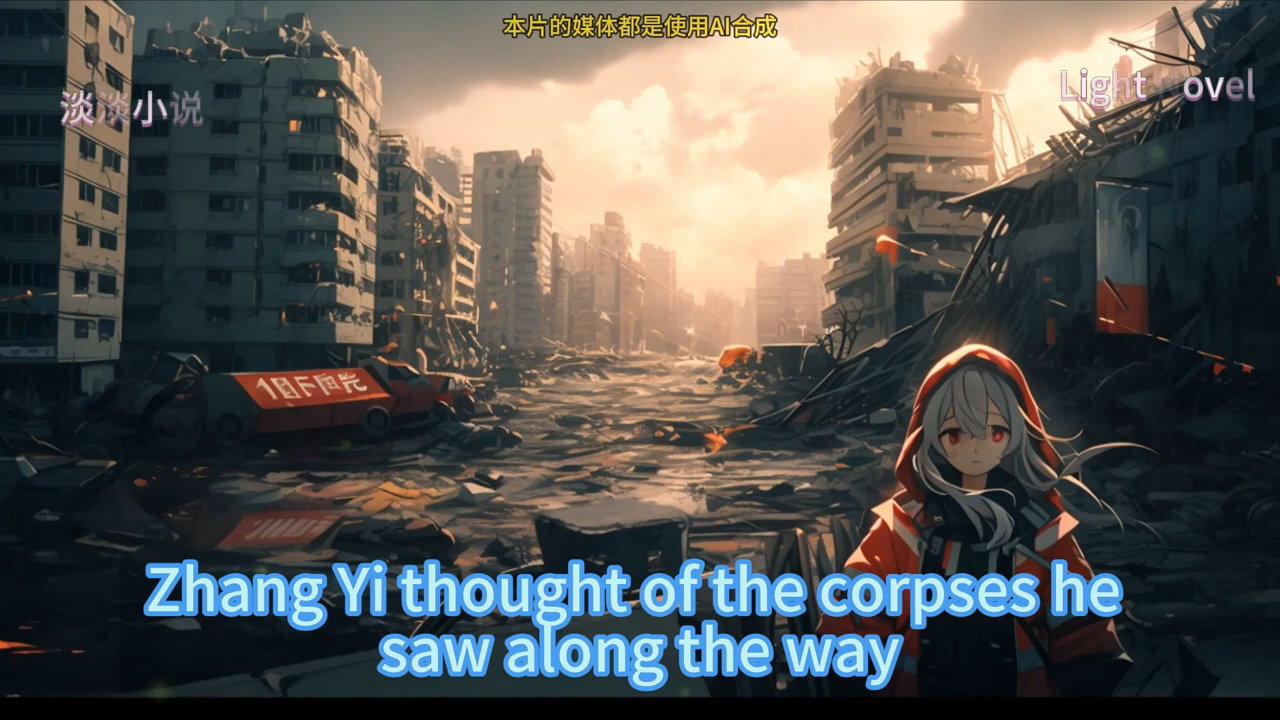 本片的媒体都是使用AI合成
淡淡小说
Light ovel
Zhang Yi thought of the corpses he
saw along the way